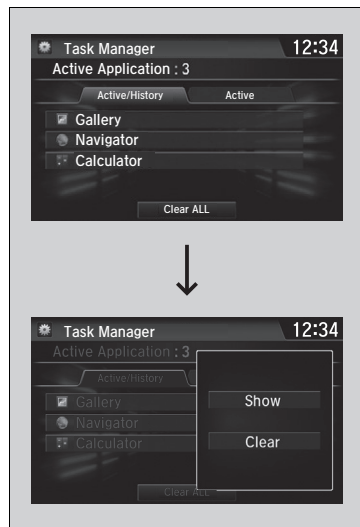 Task Manager 12:34
Active Application : 3
Active/History Active
Gallery
Navigator
Calculator
Clear ALL
Task Manager 12:34
Active Application : 3
Active/History
Gallery
Show
Navigator
Calculator
Clear
Clear ALL